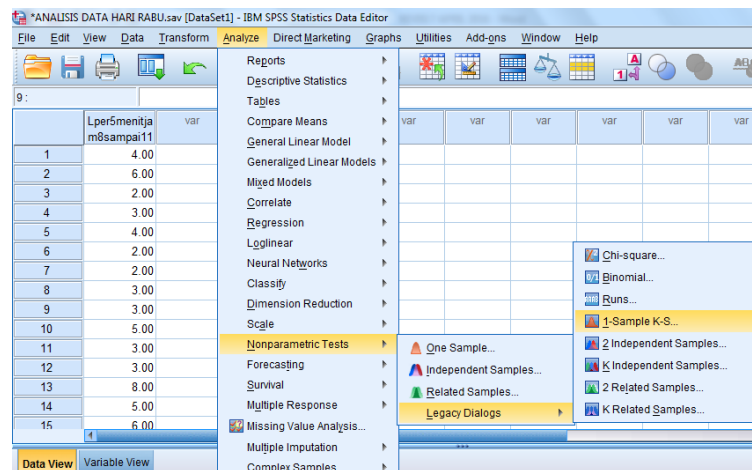 *ANALISIS DATA HARI RABU.sav [DataSet1] - IBM SPSS Statistics Data Editor
File Edit View Data Transform Analyze Direct Marketing Graphs Utilities Add-ons Window Help
9 :
Lper5menitja
m8sampai11
var var var var var var var
1 4.00
2 6.00
3 2.00
4 3.00
5 4.00
6 2.00
7 2.00
8 3.00
9 3.00
10 5.00
11 3.00
12 3.00
13 8.00
14 5.00
15 6.00
Data View Variable View
Reports
Descriptive Statistics
Tables
Compare Means
General Linear Model
Generalized Linear Models
Mixed Models
Correlate
Regression
Loglinear
Neural Networks
Classify
Dimension Reduction
Scale
Nonparametric Tests
Forecasting
Survival
Multiple Response
Missing Value Analysis...
Multiple Imputation
Complex Samples
One Sample...
Independent Samples...
Related Samples...
Legacy Dialogs
Chi-square...
Binomial...
Runs...
1-Sample K-S...
2 Independent Samples...
K Independent Samples...
2 Related Samples...
K Related Samples...